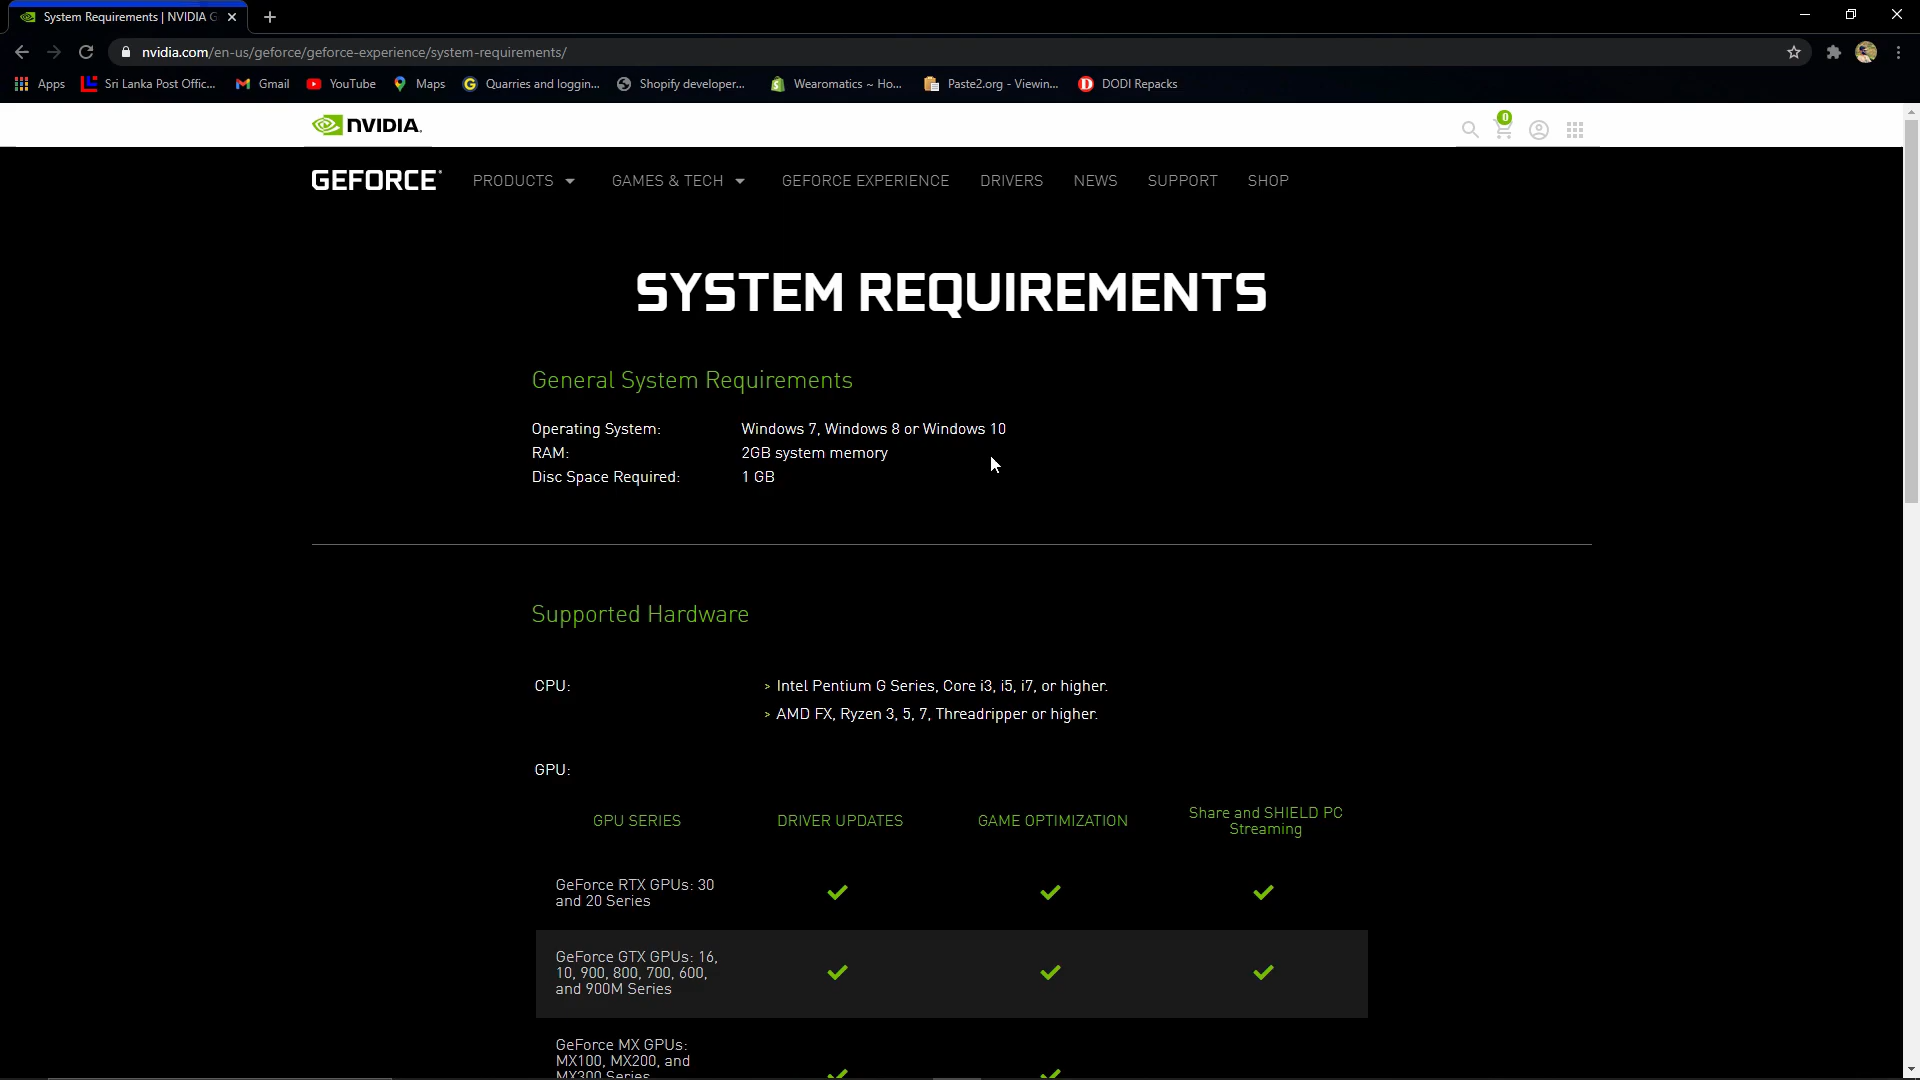 System Requirements | NVIDIA G
nvidia.com/en-us/geforce/geforce-experience/system-requirements/
Apps
Sri Lanka Post Offic...
Gmail
YouTube
Maps
Quarries and loggin...
Shopify developer...
Wearomatics ~ Ho...
Paste2.org - Viewin...
DODI Repacks
NVIDIA.
0
GEFORCE
PRODUCTS
GAMES & TECH
GEFORCE EXPERIENCE
DRIVERS
NEWS
SUPPORT
SHOP
SYSTEM REQUIREMENTS
General System Requirements
Operating System: Windows 7, Windows 8 or Windows 10
RAM: 2GB system memory
Disc Space Required: 1 GB
Supported Hardware
CPU: > Intel Pentium G Series, Core i3, i5, i7, or higher.
> AMD FX, Ryzen 3, 5, 7, Threadripper or higher.
GPU:
GPU SERIES
DRIVER UPDATES
GAME OPTIMIZATION
Share and SHIELD PC
Streaming
GeForce RTX GPUs: 30
and 20 Series
GeForce GTX GPUs: 16,
10, 900, 800, 700, 600,
and 900M Series
GeForce MX GPUs:
MX100, MX200, and
MX300 Series